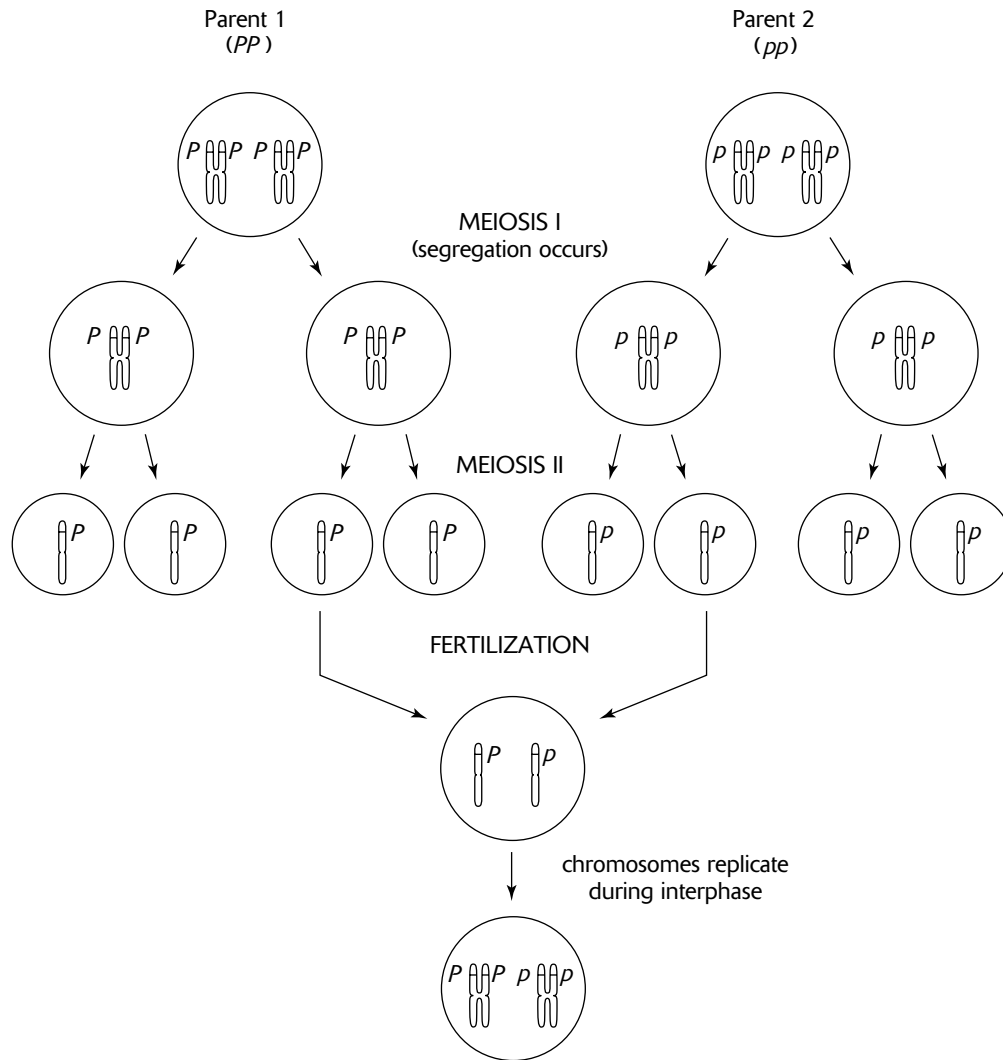 Parent 1
(PP)
Parent 2
(pp)
P P P P
p p p p
MEIOSIS I
(segregation occurs)
P P
P P
p p
p p
MEIOSIS II
P
P
P
P
p
p
p
p
FERTILIZATION
P p
chromosomes replicate
during interphase
P P p p